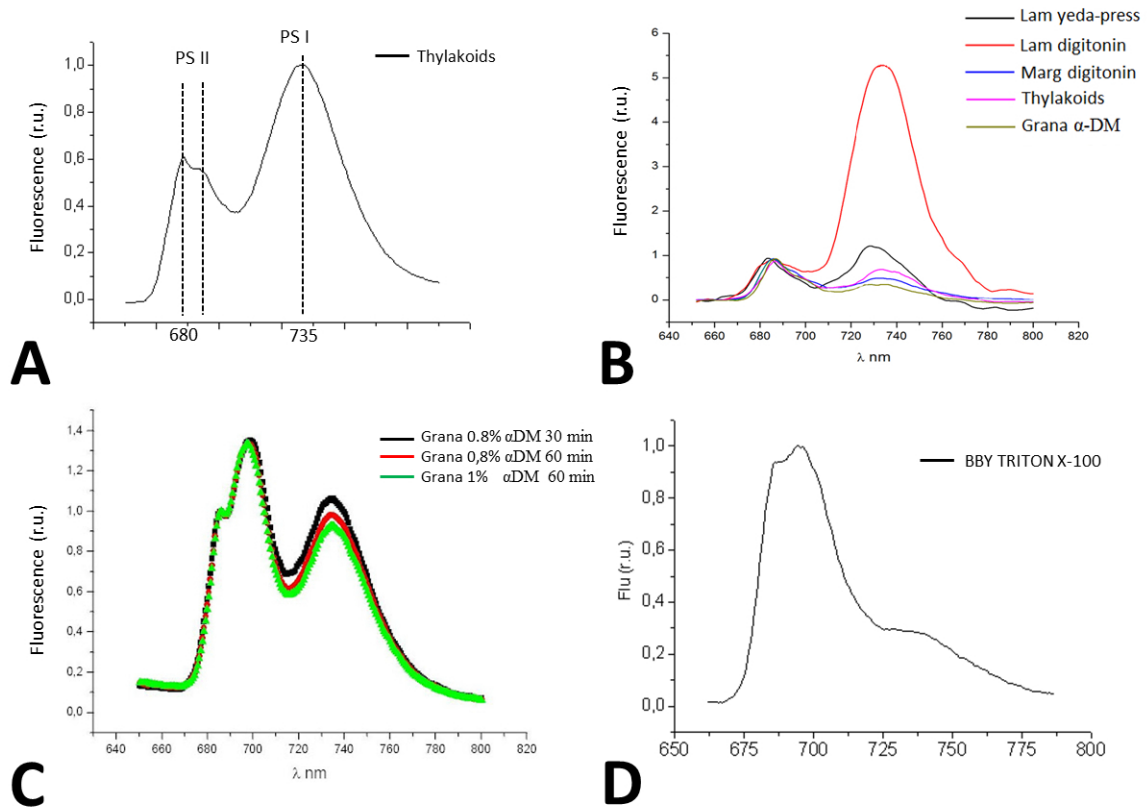 PS I
PS II
Thylakoids
1,0
0,8
0,6
0,4
0,2
0,0
Fluorescence (r.u.)
680
735
A
Lam yeda-press
Lam digitonin
Marg digitonin
Thylakoids
Grana α-DM
6
5
4
3
2
1
0
Fluorescence (r.u.)
640 660 680 700 720 740 760 780 800 820
λ nm
B
1,4
1,2
1,0
0,8
0,6
0,4
0,2
0,0
Fluorescence (r.u.)
Grana 0.8% αDM 30 min
Grana 0,8% αDM 60 min
Grana 1% αDM 60 min
640 660 680 700 720 740 760 780 800 820
λ nm
C
1,0
0,8
0,6
0,4
0,2
0,0
Flu (r.u.)
BBY TRITON X-100
650 675 700 725 750 775 800
D